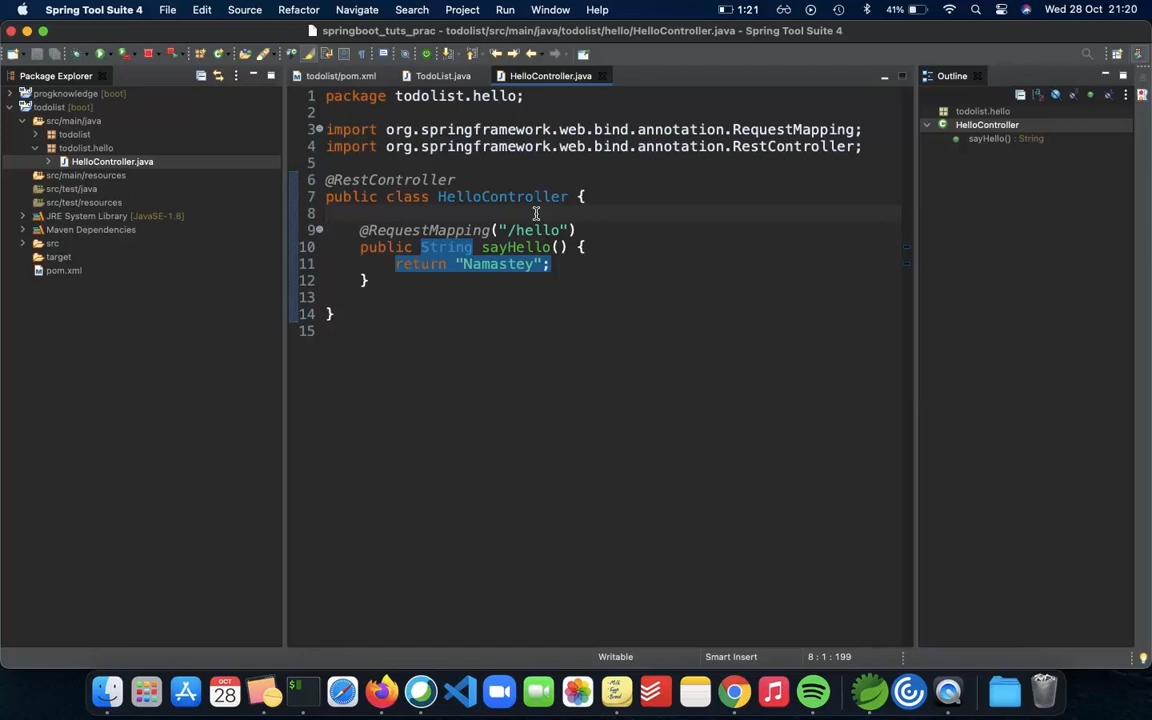 Spring Tool Suite 4 File Edit Source Refactor Navigate Search Project Run Window Help 1:21 41% Wed 28 Oct 21:20
springboot_tuts_prac - todolist/src/main/java/todolist/hello/HelloController.java - Spring Tool Suite 4
Package Explorer
progknowledge [boot]
todolist [boot]
src/main/java
todolist
todolist.hello
HelloController.java
src/main/resources
src/test/java
src/test/resources
JRE System Library [JavaSE-1.8]
Maven Dependencies
src
target
pom.xml
todolist/pom.xml TodoList.java HelloController.java
1 package todolist.hello;
2
3 import org.springframework.web.bind.annotation.RequestMapping;
4 import org.springframework.web.bind.annotation.RestController;
5
6 @RestController
7 public class HelloController {
8
9 @RequestMapping("/hello")
10 public String sayHello() {
11 return "Namastey";
12 }
13
14 }
15
Outline
todolist.hello
HelloController
sayHello() : String
Writable Smart Insert 8 : 1 : 199
OCT
28